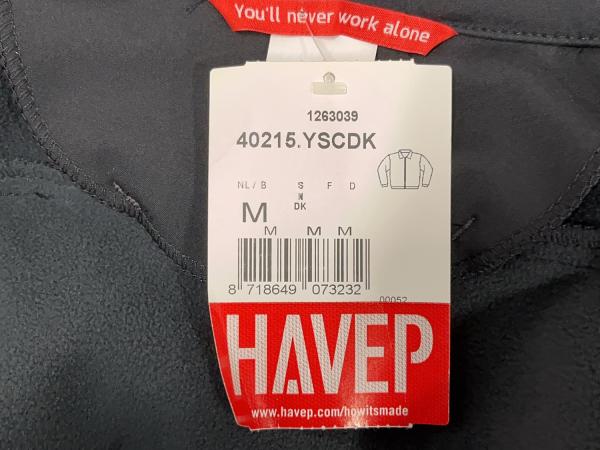 You'll never work alone
1263039
40215.YSCDK
NL / B S F D
N
DK
M
M M M
8 718649 073232
00052
HAVEP
www.havep.com/howitsmade